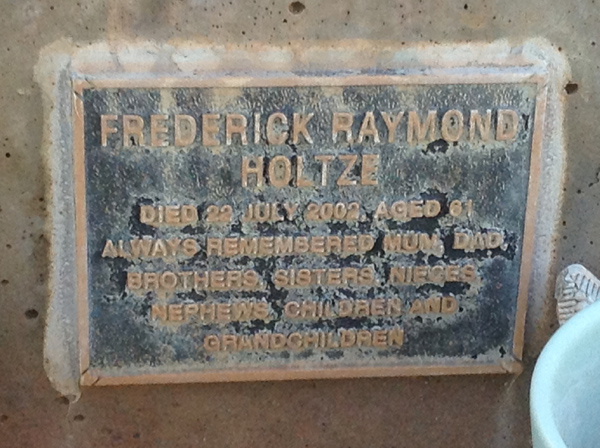 FREDERICK RAYMOND
HOLTZE
DIED 22 JULY 2002 AGED 61
ALWAYS REMEMBERED MUM, DAD,
BROTHERS, SISTERS, NIECES,
NEPHEWS, CHILDREN AND
GRANDCHILDREN